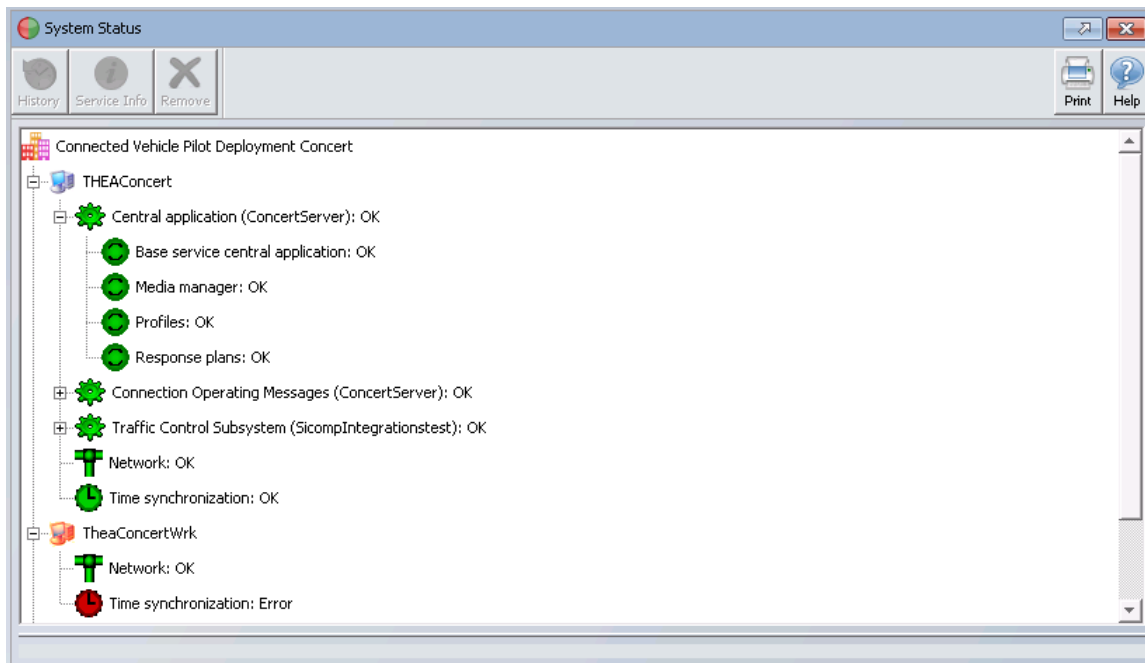 System Status
History Service Info Remove Print Help
Connected Vehicle Pilot Deployment Concert
THEAConcert
Central application (ConcertServer): OK
Base service central application: OK
Media manager: OK
Profiles: OK
Response plans: OK
Connection Operating Messages (ConcertServer): OK
Traffic Control Subsystem (SicompIntegrationstest): OK
Network: OK
Time synchronization: OK
TheaConcertWrk
Network: OK
Time synchronization: Error